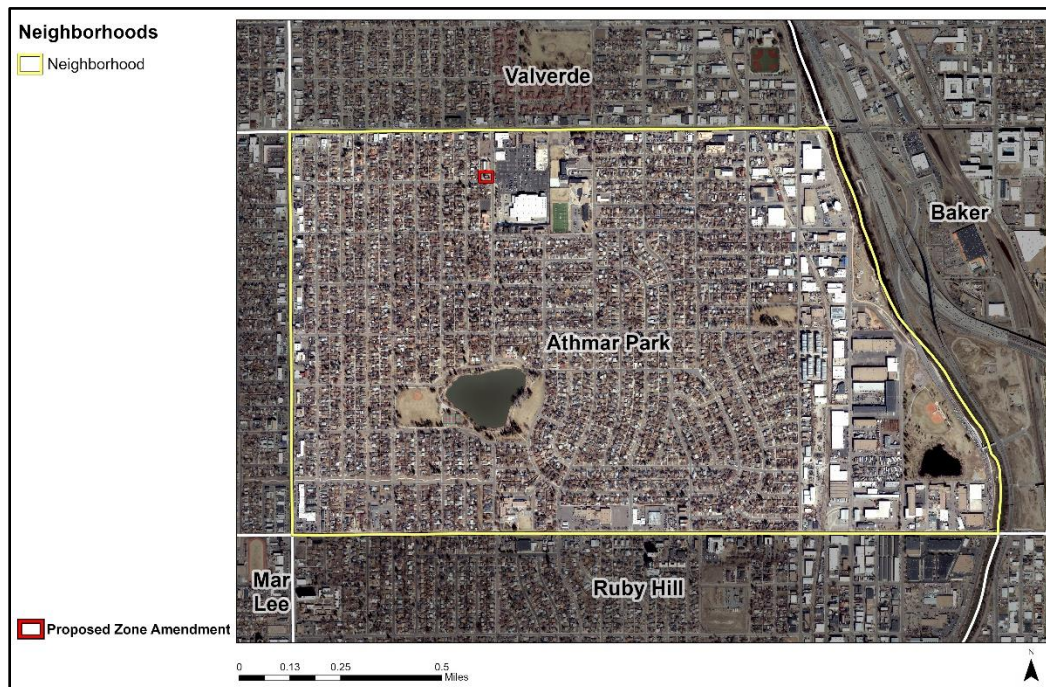 Neighborhoods
Neighborhood
Valverde
Baker
Athmar Park
Mar
Lee
Ruby Hill
Proposed Zone Amendment
0 0.13 0.25 0.5
Miles
N